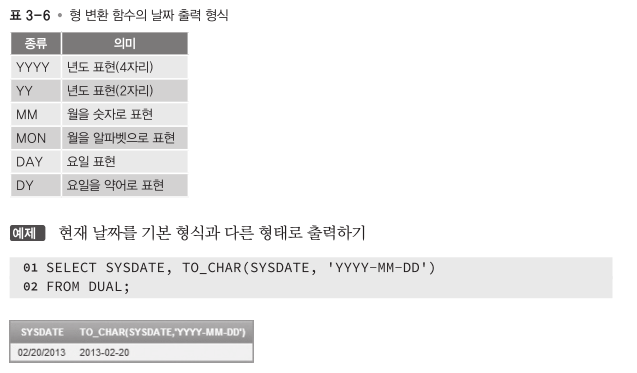 표 3-6 • 형 변환 함수의 날짜 출력 형식
종류 의미
YYYY 년도 표현(4자리)
YY 년도 표현(2자리)
MM 월을 숫자로 표현
MON 월을 알파벳으로 표현
DAY 요일 표현
DY 요일을 약어로 표현
예제 현재 날짜를 기본 형식과 다른 형태로 출력하기
01 SELECT SYSDATE, TO_CHAR(SYSDATE, 'YYYY-MM-DD')
02 FROM DUAL;
SYSDATE TO_CHAR(SYSDATE,'YYYY-MM-DD')
02/20/2013 2013-02-20